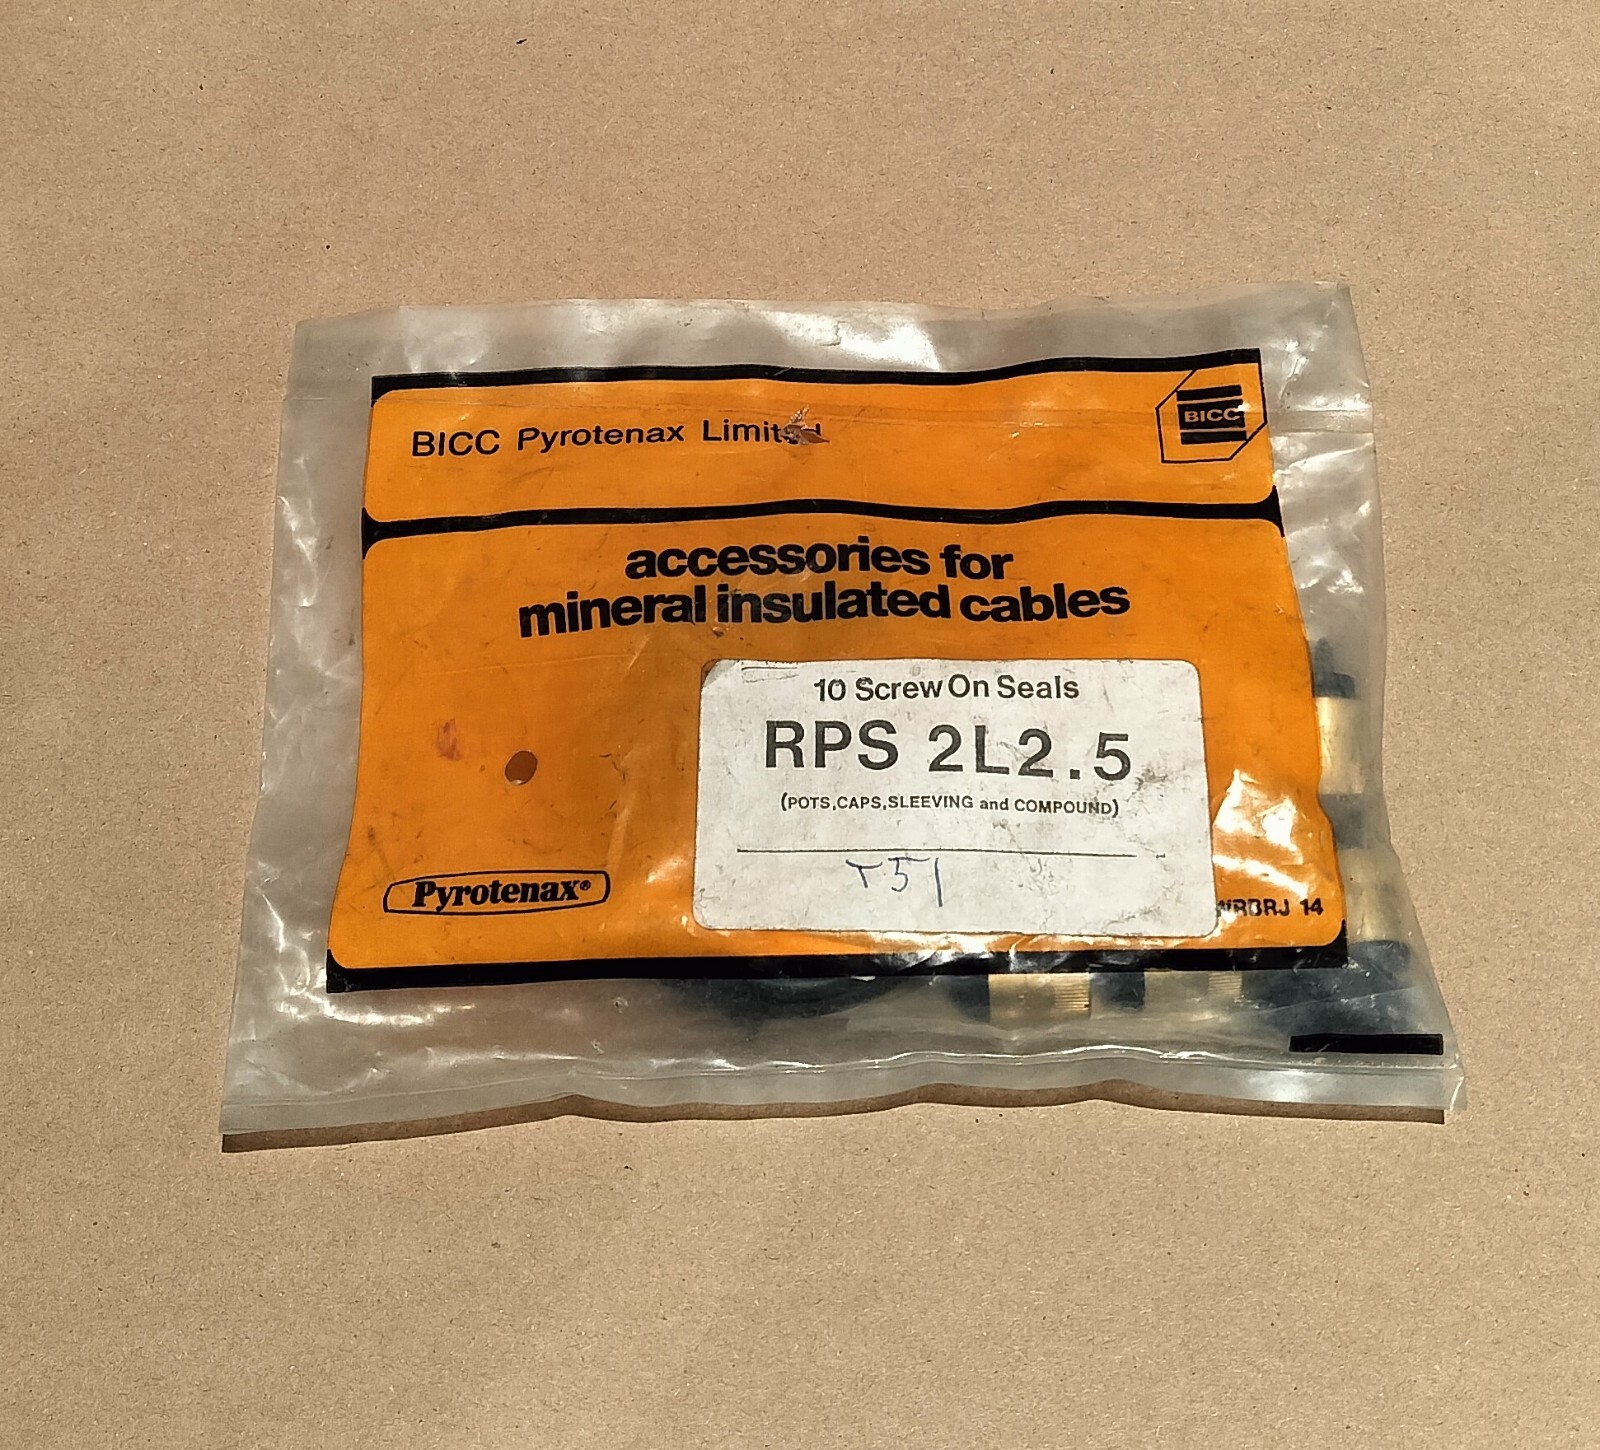 BICC Pyrotenax Limited
BICC
accessories for
mineral insulated cables
10 Screw On Seals
RPS 2L2.5
(POTS,CAPS,SLEEVING and COMPOUND)
T51
Pyrotenax®
14